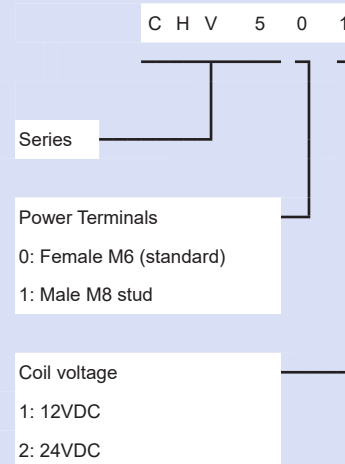 C H V 5 0 1
Series
Power Terminals
0: Female M6 (standard)
1: Male M8 stud
Coil voltage
1: 12VDC
2: 24VDC